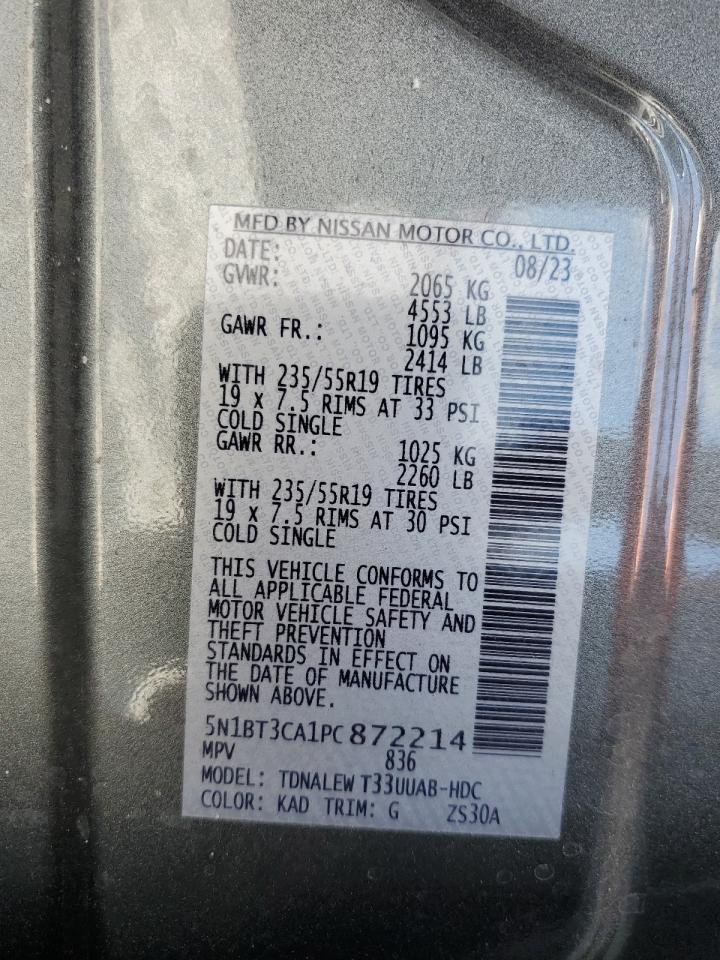 MFD BY NISSAN MOTOR CO., LTD.
DATE: 08/23
GVWR: 2065 KG
4553 LB
GAWR FR.: 1095 KG
2414 LB
WITH 235/55R19 TIRES
19 x 7.5 RIMS AT 33 PSI
COLD SINGLE
GAWR RR.: 1025 KG
2260 LB
WITH 235/55R19 TIRES
19 x 7.5 RIMS AT 30 PSI
COLD SINGLE
THIS VEHICLE CONFORMS TO
ALL APPLICABLE FEDERAL
MOTOR VEHICLE SAFETY AND
THEFT PREVENTION
STANDARDS IN EFFECT ON
THE DATE OF MANUFACTURE
SHOWN ABOVE.
5N1BT3CA1PC872214
MPV 836
MODEL: TDNALEW T33UUAB-HDC
COLOR: KAD TRIM: G ZS30A